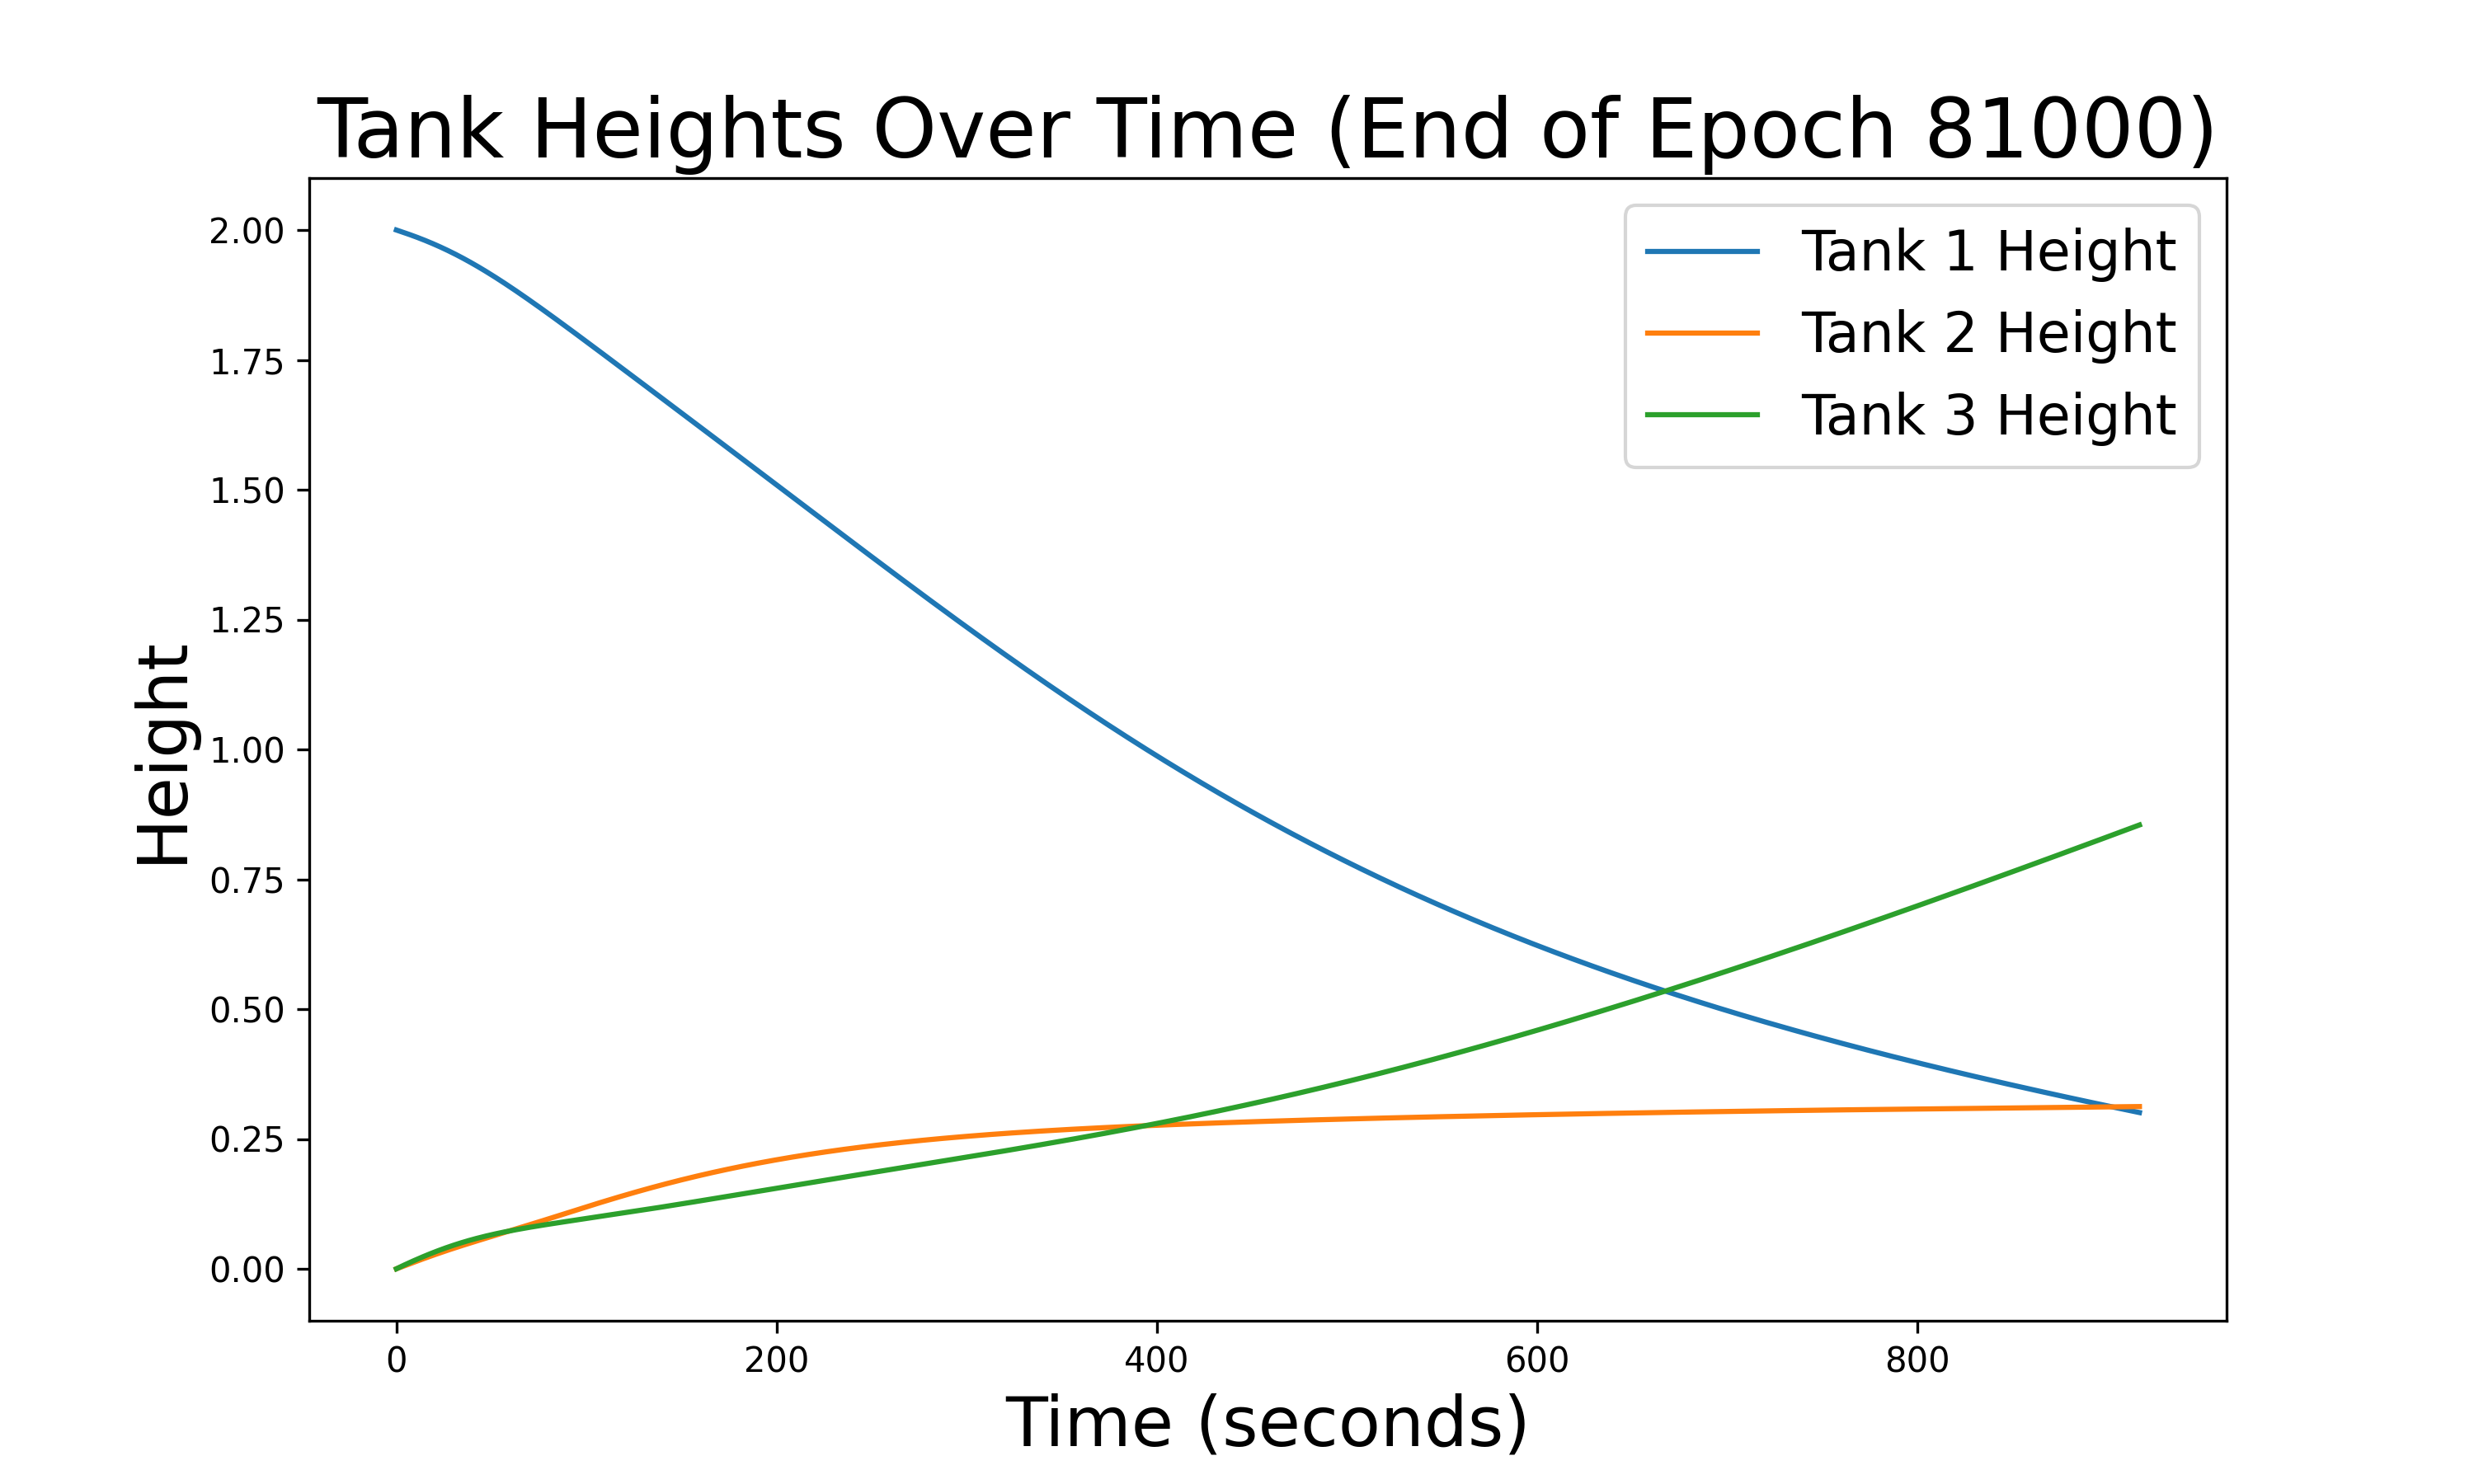 Tank Heights Over Time (End of Epoch 81000)
Tank 1 Height
Tank 2 Height
Tank 3 Height
Height
2.00
1.75
1.50
1.25
1.00
0.75
0.50
0.25
0.00
0 200 400 600 800
Time (seconds)